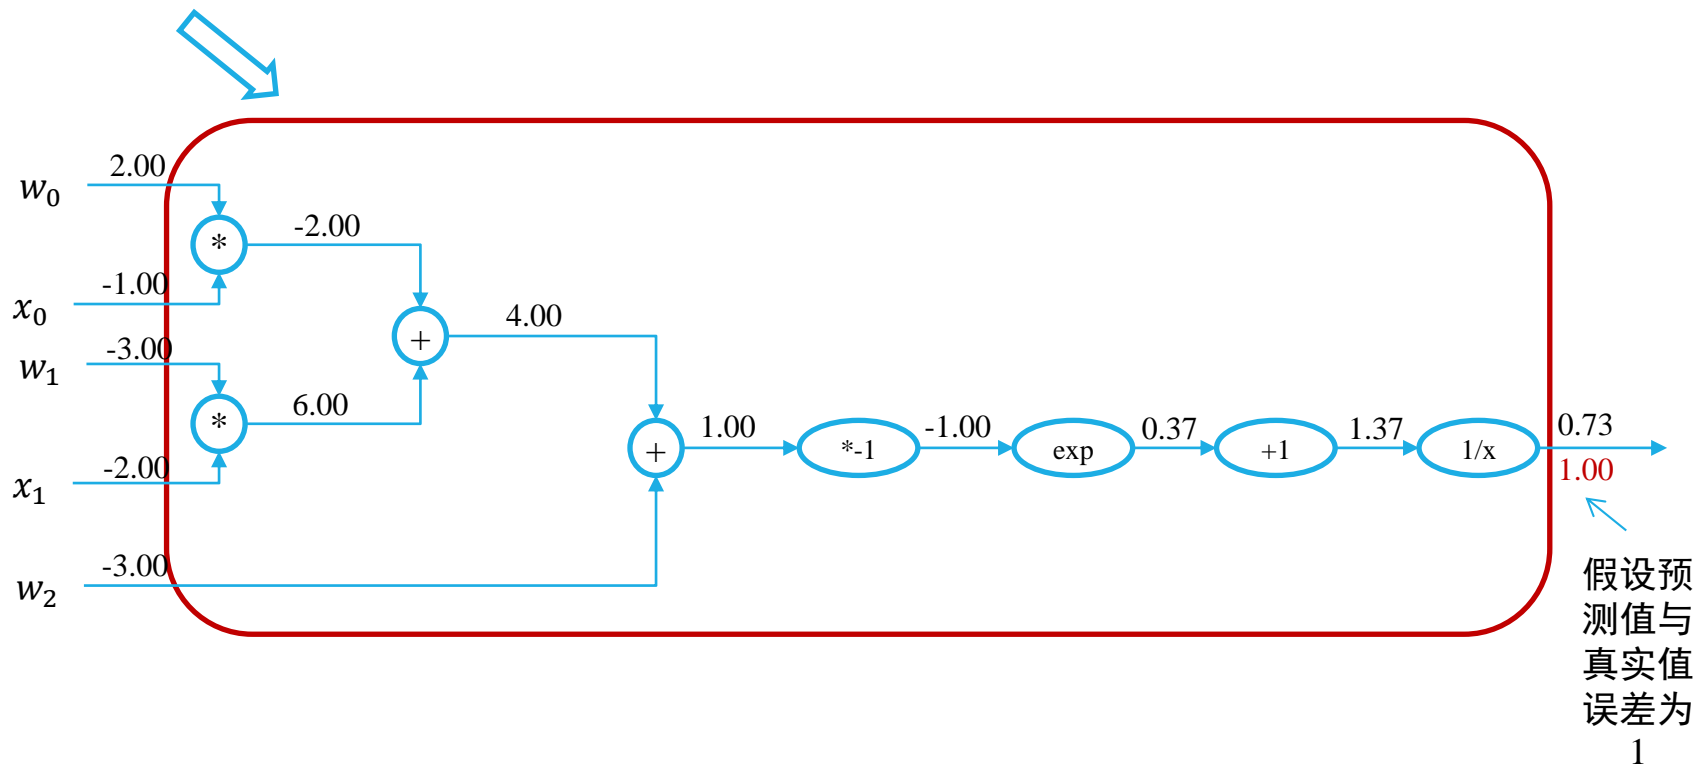 w₀ 2.00
*
-2.00
x₀ -1.00
+
4.00
w₁ -3.00
*
6.00
x₁ -2.00
+
1.00
*-1
-1.00
exp
0.37
+1
1.37
1/x
0.73
1.00
w₂ -3.00
假设预
测值与
真实值
误差为
1